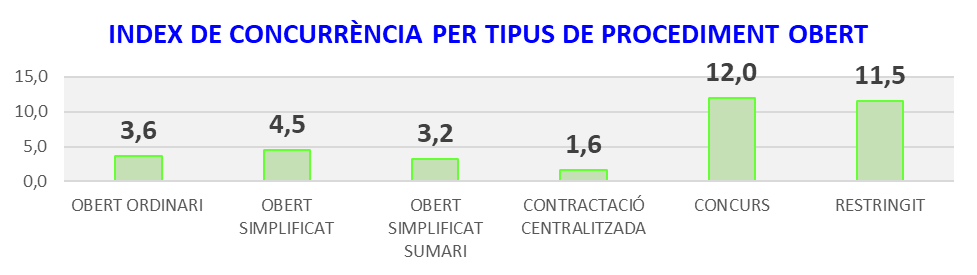 INDEX DE CONCURRÈNCIA PER TIPUS DE PROCEDIMENT OBERT
15,0
10,0
5,0
0,0
3,6
4,5
3,2
1,6
12,0
11,5
OBERT ORDINARI
OBERT
SIMPLIFICAT
OBERT
SIMPLIFICAT
SUMARI
CONTRACTACIÓ
CENTRALITZADA
CONCURS
RESTRINGIT